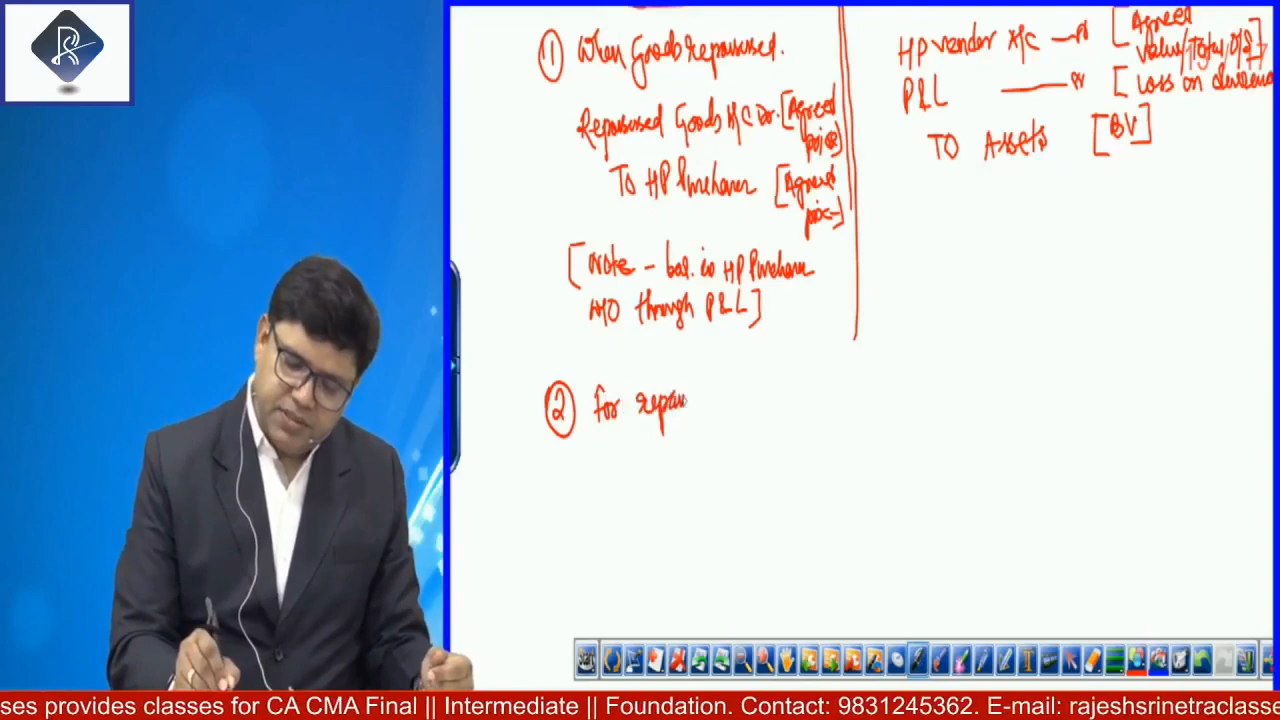 ① When Goods repossessed.
Repossessed Goods A/C Dr. [Agreed price]
TO HP Purchaser [Agreed price]
[Note - bal. in HP Purchaser
W/O through P&L]
② For repai
HP vendor A/C — Dr [Agreed value/Total O/S]
P&L — Dr [Loss on
TO Assets [BV]
ses provides classes for CA CMA Final || Intermediate || Foundation. Contact: 9831245362. E-mail: rajeshsrinetraclasse